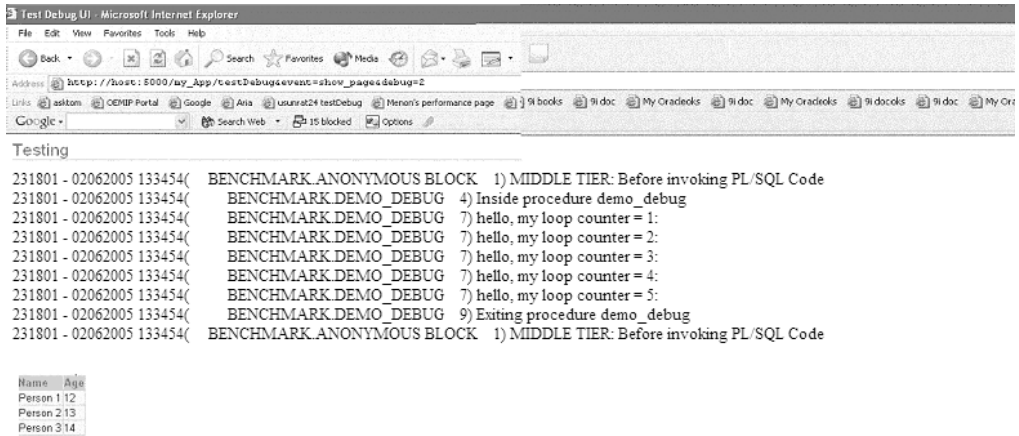 Test Debug UI - Microsoft Internet Explorer
File Edit View Favorites Tools Help
Back Search Favorites Media
Address http://host:5000/my_App/testDebug&event=show_page&debug=2
Links asktom OEMIP Portal Google Aria usunrat24 testDebug Menon's performance page 9i books 9i doc My Oradeoks 9i doc My Oradeoks 9i docoks 9i doc My Ora
Google Search Web 15 blocked Options
Testing
231801 - 02062005 133454( BENCHMARK.ANONYMOUS BLOCK 1) MIDDLE TIER: Before invoking PL/SQL Code
231801 - 02062005 133454( BENCHMARK.DEMO_DEBUG 4) Inside procedure demo_debug
231801 - 02062005 133454( BENCHMARK.DEMO_DEBUG 7) hello, my loop counter = 1:
231801 - 02062005 133454( BENCHMARK.DEMO_DEBUG 7) hello, my loop counter = 2:
231801 - 02062005 133454( BENCHMARK.DEMO_DEBUG 7) hello, my loop counter = 3:
231801 - 02062005 133454( BENCHMARK.DEMO_DEBUG 7) hello, my loop counter = 4:
231801 - 02062005 133454( BENCHMARK.DEMO_DEBUG 7) hello, my loop counter = 5:
231801 - 02062005 133454( BENCHMARK.DEMO_DEBUG 9) Exiting procedure demo_debug
231801 - 02062005 133454( BENCHMARK.ANONYMOUS BLOCK 1) MIDDLE TIER: Before invoking PL/SQL Code
Name Age
Person 1 12
Person 2 13
Person 3 14